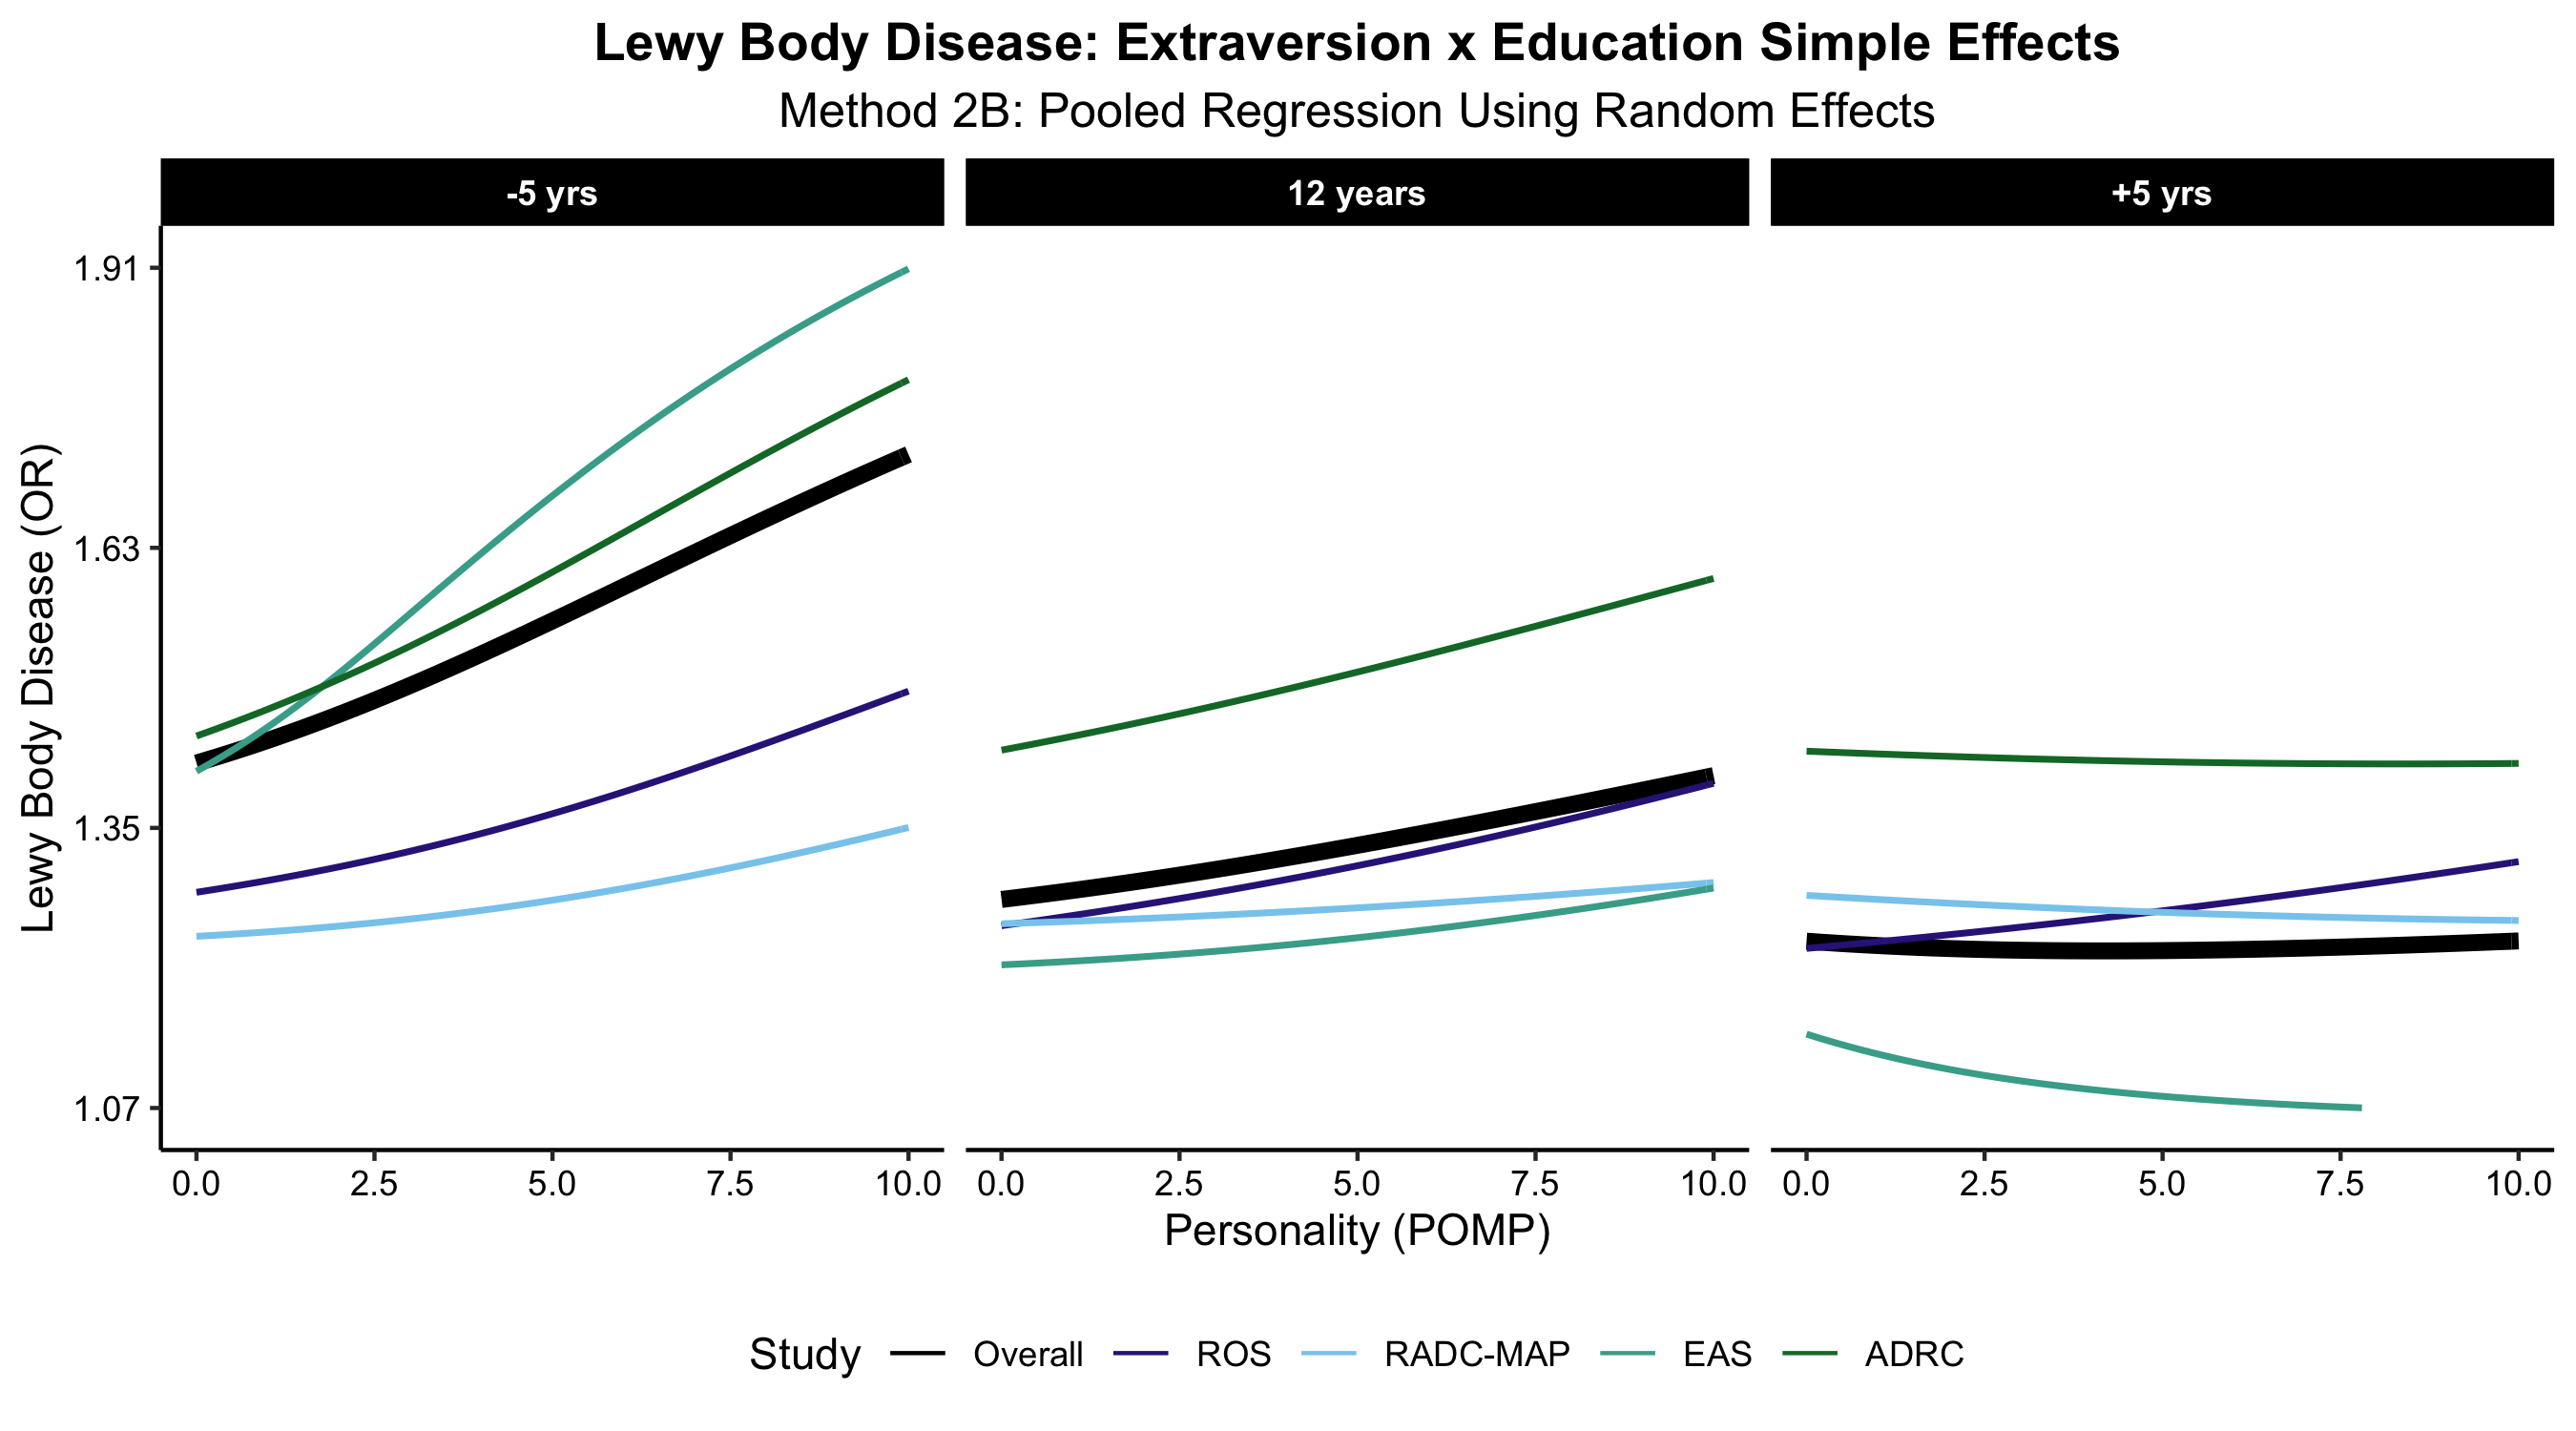 Lewy Body Disease: Extraversion x Education Simple Effects
Method 2B: Pooled Regression Using Random Effects
-5 yrs
12 years
+5 yrs
Lewy Body Disease (OR)
1.91
1.63
1.35
1.07
0.0 2.5 5.0 7.5 10.0
0.0 2.5 5.0 7.5 10.0
0.0 2.5 5.0 7.5 10.0
Personality (POMP)
Study Overall ROS RADC-MAP EAS ADRC